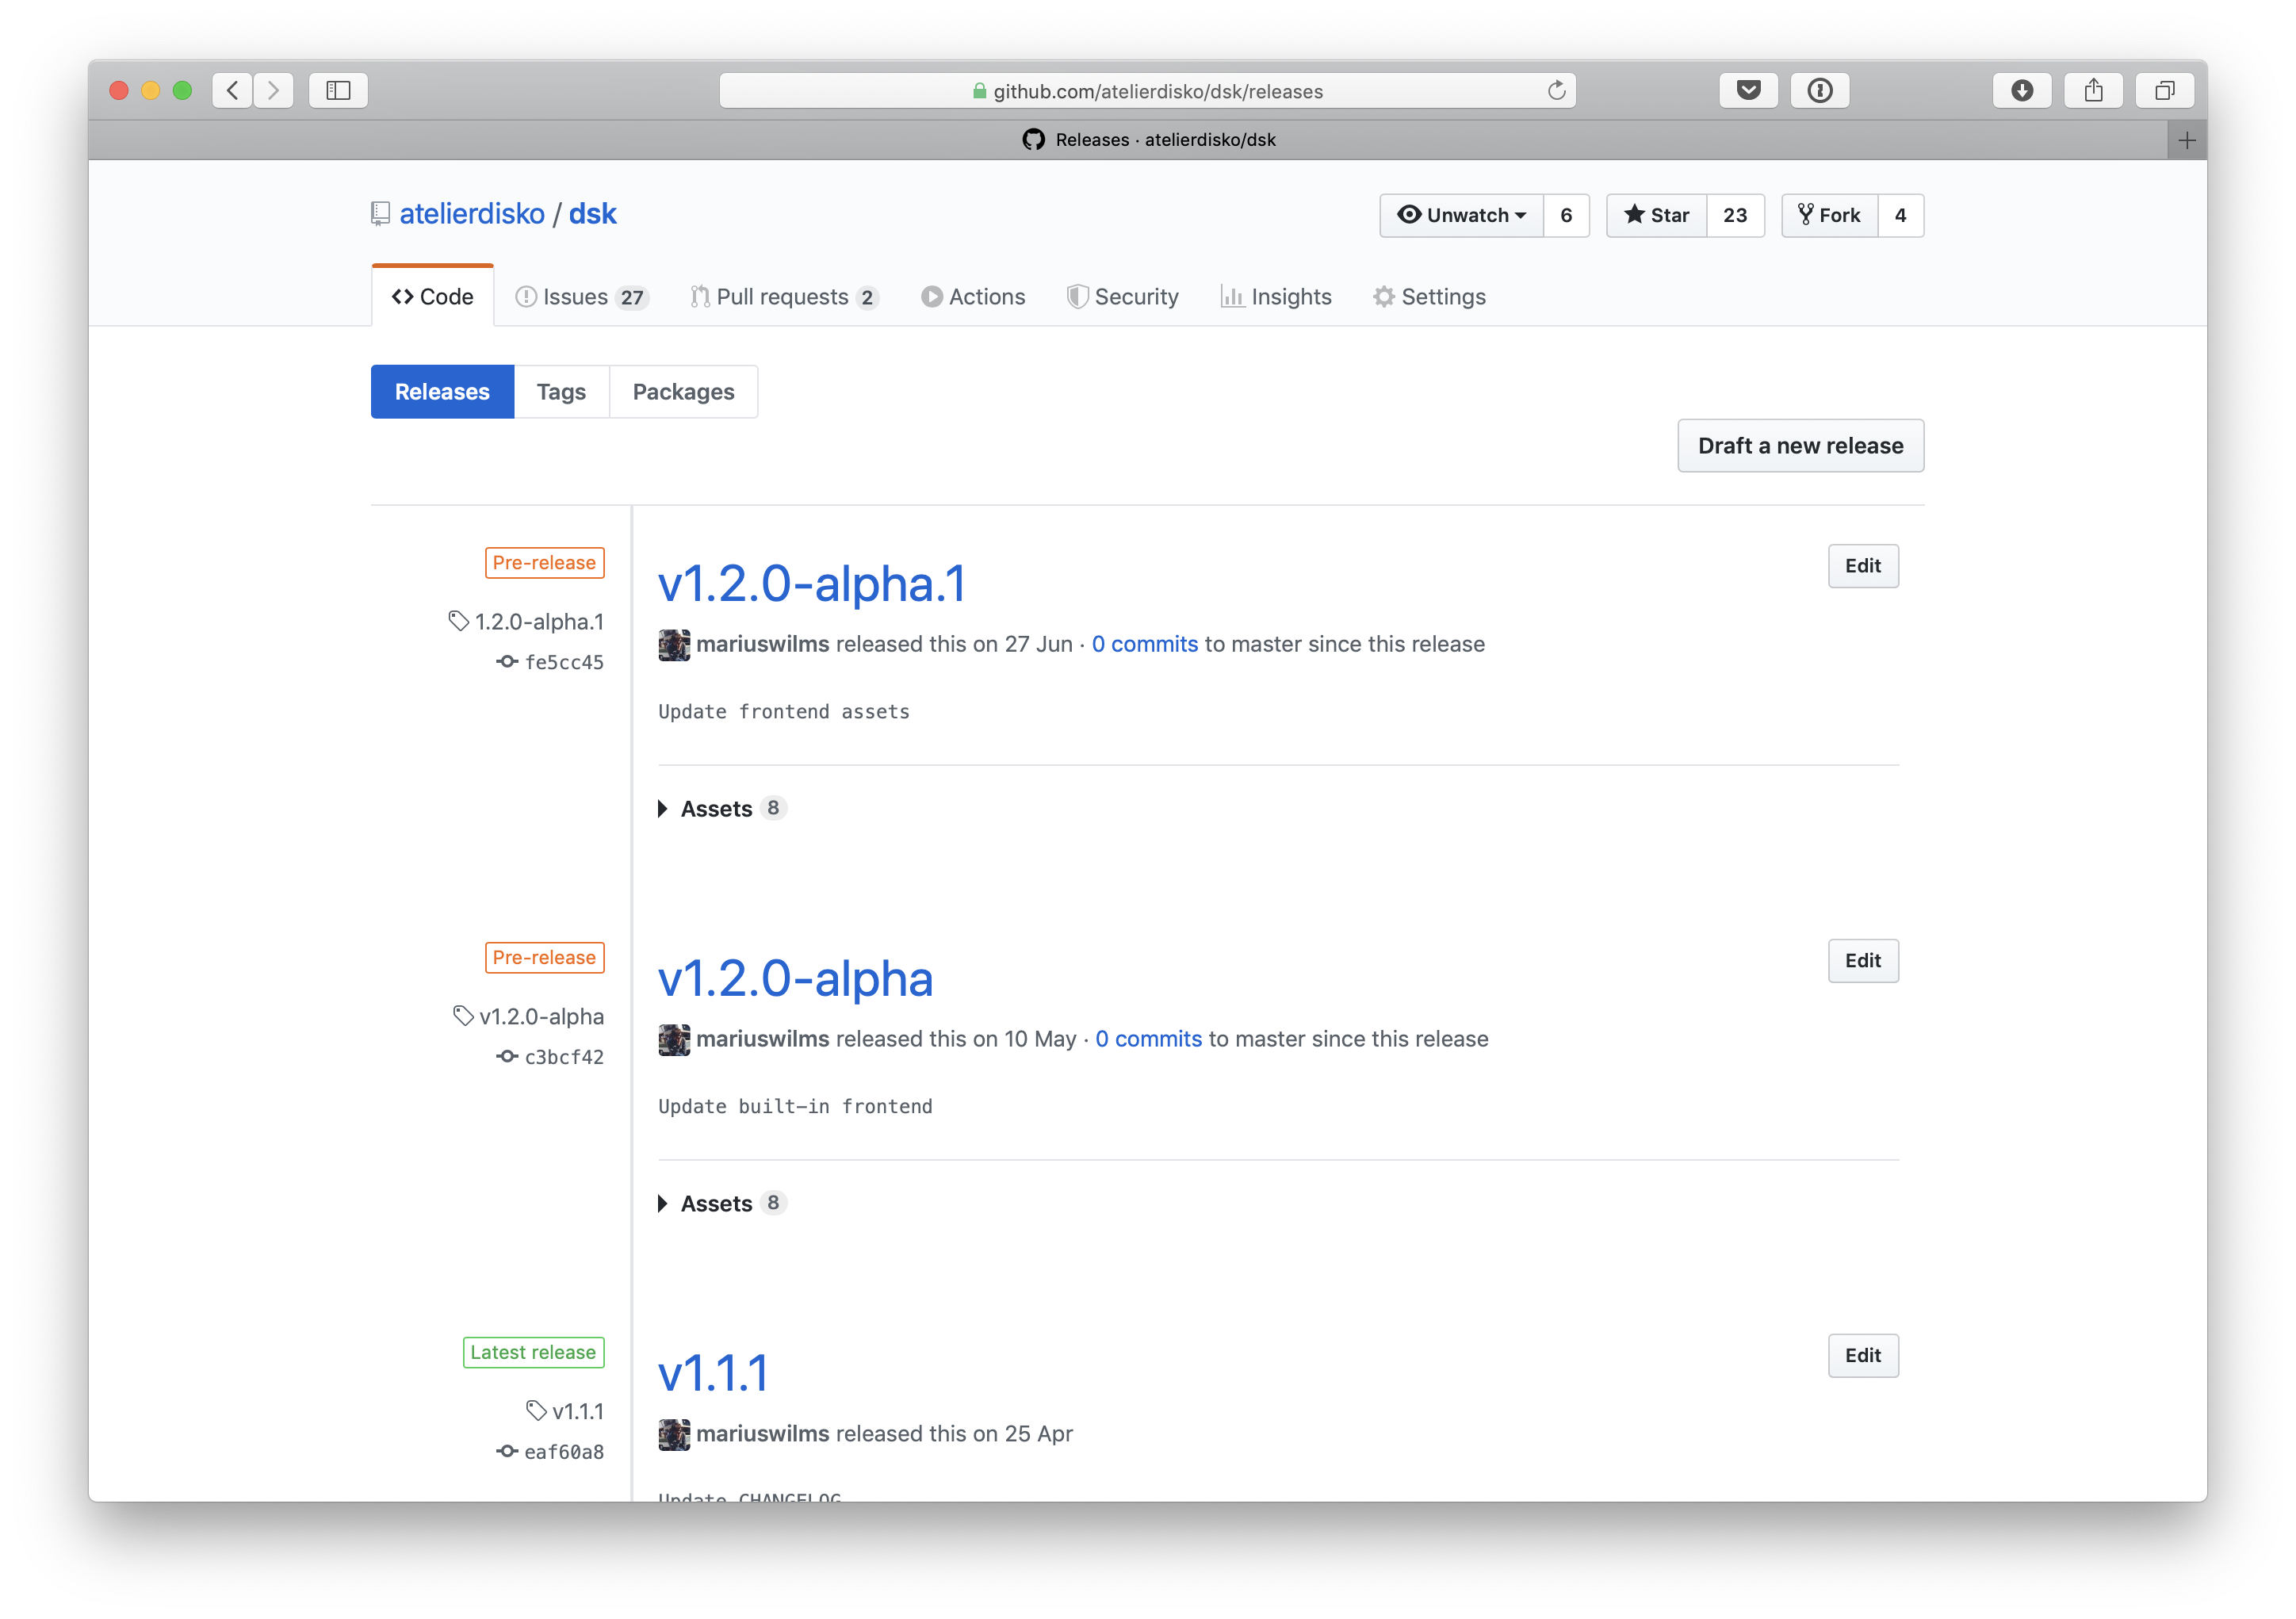 github.com/atelierdisko/dsk/releases
Releases · atelierdisko/dsk
atelierdisko / dsk
Unwatch 6 Star 23 Fork 4
Code Issues 27 Pull requests 2 Actions Security Insights Settings
Releases Tags Packages
Draft a new release
Pre-release
1.2.0-alpha.1
fe5cc45
v1.2.0-alpha.1
Edit
mariuswilms released this on 27 Jun · 0 commits to master since this release
Update frontend assets
Assets 8
Pre-release
v1.2.0-alpha
c3bcf42
v1.2.0-alpha
Edit
mariuswilms released this on 10 May · 0 commits to master since this release
Update built-in frontend
Assets 8
Latest release
v1.1.1
eaf60a8
v1.1.1
Edit
mariuswilms released this on 25 Apr
Update CHANGELOG